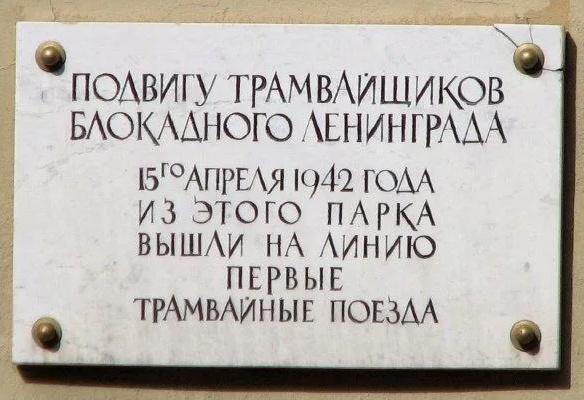 ПОДВИГУ ТРАМВАЙЩИКОВ
БЛОКАДНОГО ЛЕНИНГРАДА
15ГО АПРЕЛЯ 1942 ГОДА
ИЗ ЭТОГО ПАРКА
ВЫШЛИ НА ЛИНИЮ
ПЕРВЫЕ
ТРАМВАЙНЫЕ ПОЕЗДА